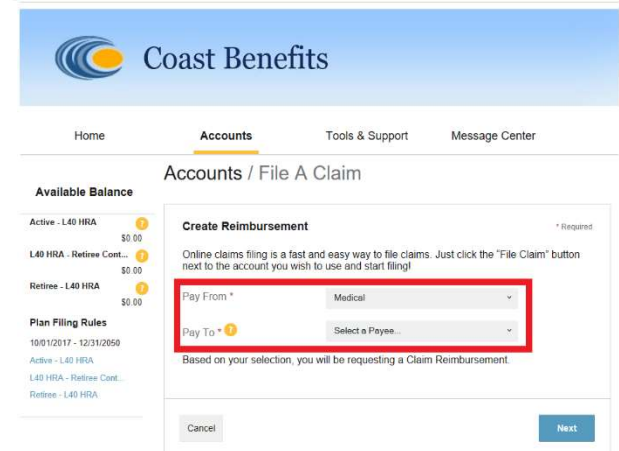 Coast Benefits
Home
Accounts
Tools & Support
Message Center
Accounts / File A Claim
Available Balance
Active - L40 HRA ?
$0.00
L40 HRA - Retiree Cont... ?
$0.00
Retiree - L40 HRA ?
$0.00
Plan Filing Rules
10/01/2017 - 12/31/2050
Active - L40 HRA
L40 HRA - Retiree Cont...
Retiree - L40 HRA
Create Reimbursement
* Required
Online claims filing is a fast and easy way to file claims. Just click the "File Claim" button
next to the account you wish to use and start filing!
Pay From * Medical
Pay To * ? Select a Payee...
Based on your selection, you will be requesting a Claim Reimbursement.
Cancel
Next